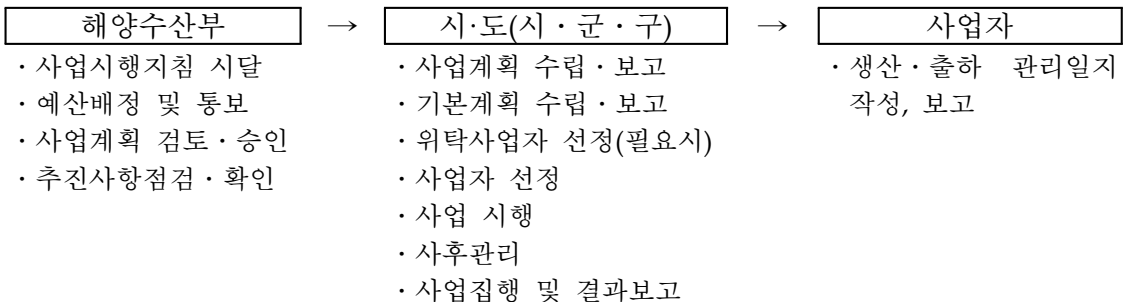 해양수산부 → 시·도(시·군·구) → 사업자
·사업시행지침 시달
·예산배정 및 통보
·사업계획 검토·승인
·추진사항점검·확인
·사업계획 수립·보고
·기본계획 수립·보고
·위탁사업자 선정(필요시)
·사업자 선정
·사업 시행
·사후관리
·사업집행 및 결과보고
·생산·출하 관리일지
작성, 보고